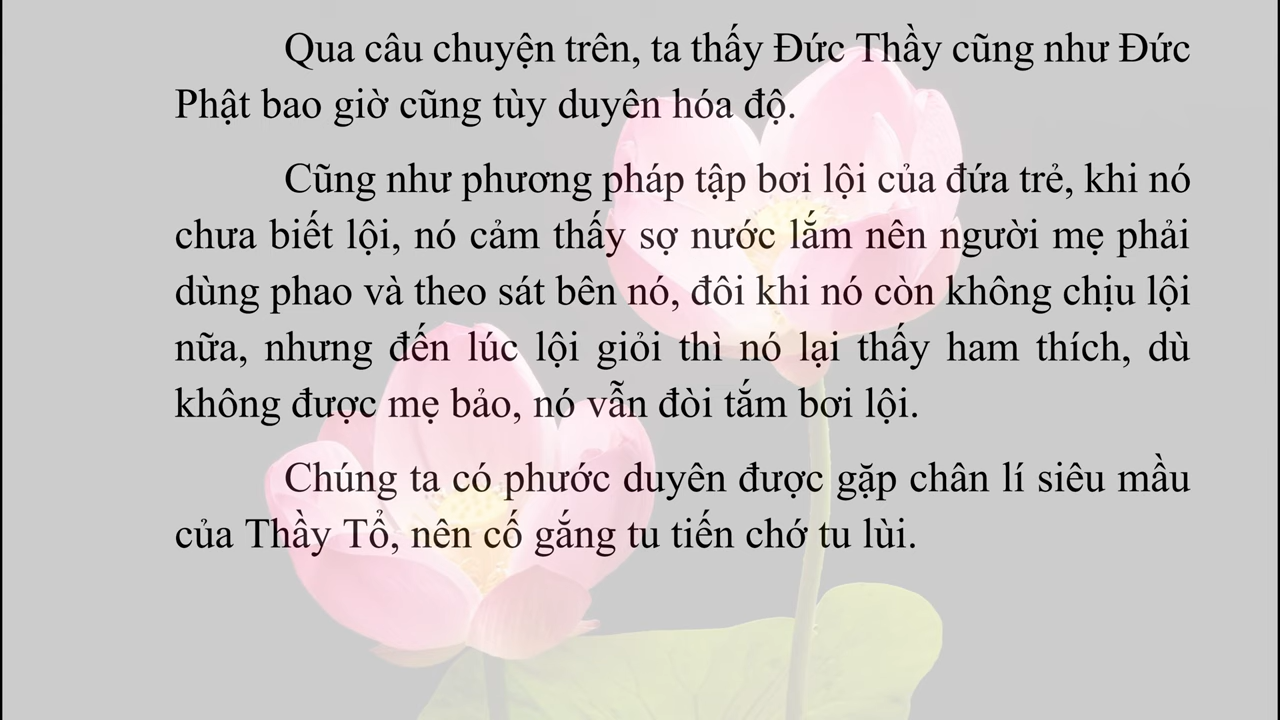 Qua câu chuyện trên, ta thấy Đức Thầy cũng như Đức
Phật bao giờ cũng tùy duyên hóa độ.
Cũng như phương pháp tập bơi lội của đứa trẻ, khi nó
chưa biết lội, nó cảm thấy sợ nước lắm nên người mẹ phải
dùng phao và theo sát bên nó, đôi khi nó còn không chịu lội
nữa, nhưng đến lúc lội giỏi thì nó lại thấy ham thích, dù
không được mẹ bảo, nó vẫn đòi tắm bơi lội.
Chúng ta có phước duyên được gặp chân lí siêu mầu
của Thầy Tổ, nên cố gắng tu tiến chớ tu lùi.